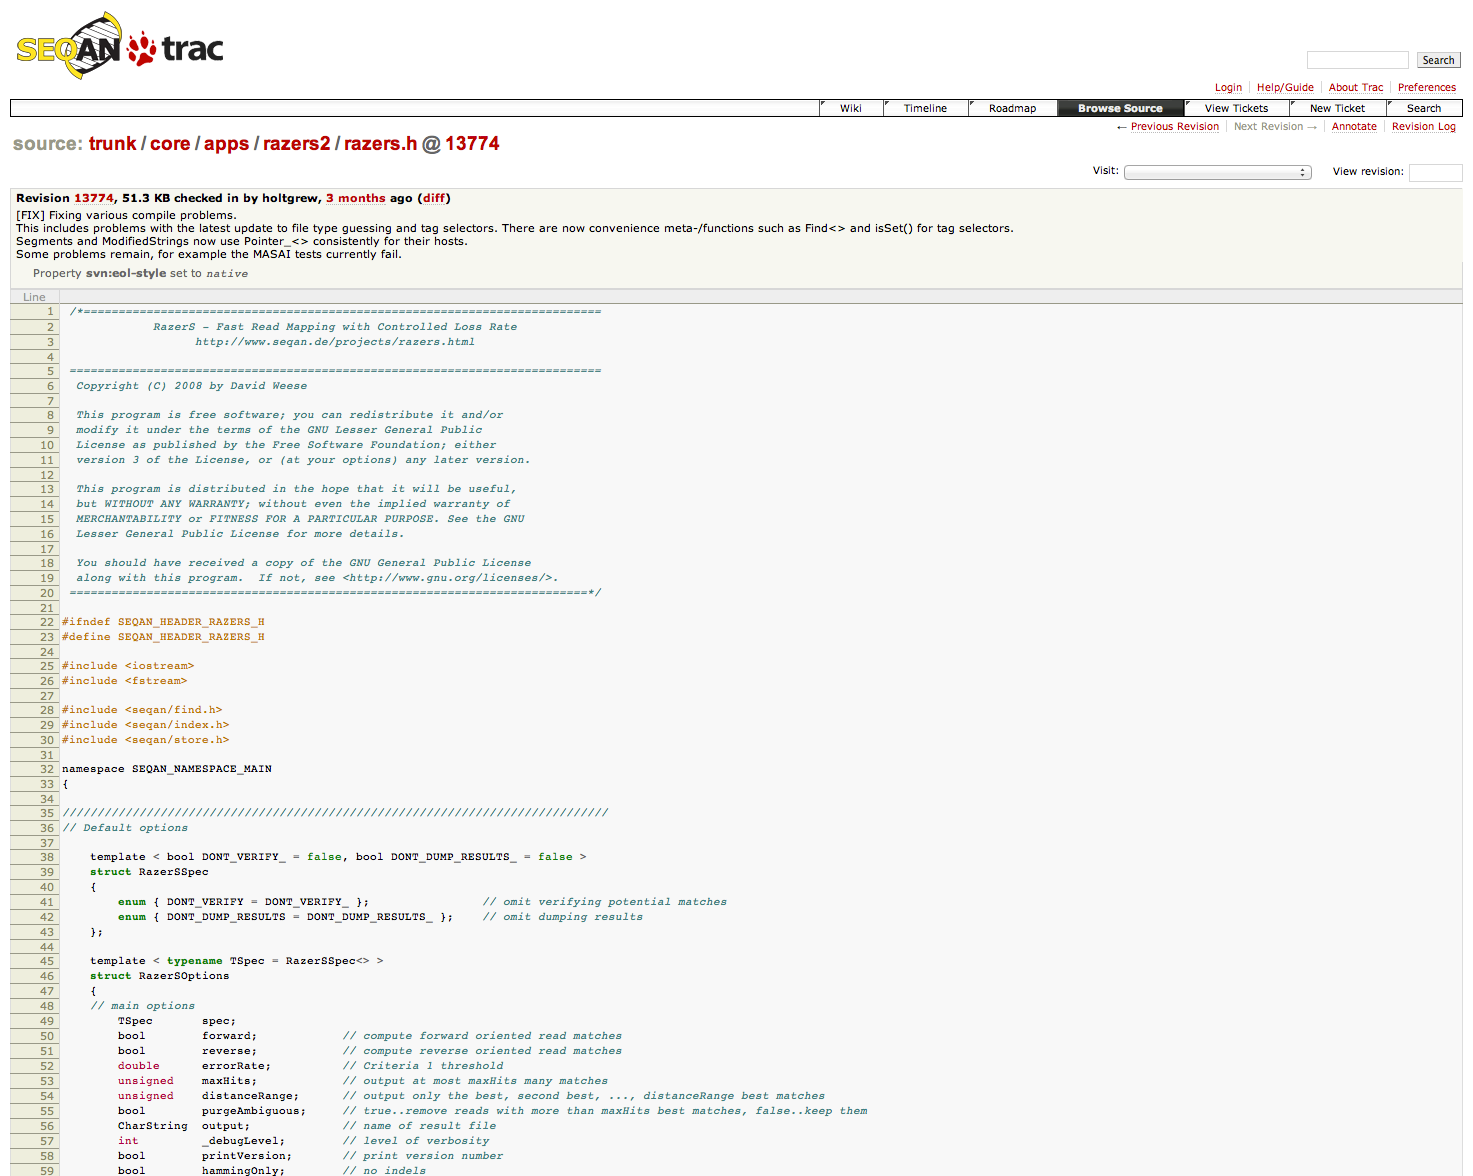 SEQAN trac
Search
Login Help/Guide About Trac Preferences
Wiki Timeline Roadmap Browse Source View Tickets New Ticket Search
← Previous Revision Next Revision → Annotate Revision Log
source: trunk / core / apps / razers2 / razers.h @ 13774
Visit: View revision:
Revision 13774, 51.3 KB checked in by holtgrew, 3 months ago (diff)
[FIX] Fixing various compile problems.
This includes problems with the latest update to file type guessing and tag selectors. There are now convenience meta-/functions such as Find<> and isSet() for tag selectors.
Segments and ModifiedStrings now use Pointer_<> consistently for their hosts.
Some problems remain, for example the MASAI tests currently fail.
Property svn:eol-style set to native
Line
1 /*==========================================================================
2 RazerS - Fast Read Mapping with Controlled Loss Rate
3 http://www.seqan.de/projects/razers.html
4
5 ============================================================================
6 Copyright (C) 2008 by David Weese
7
8 This program is free software; you can redistribute it and/or
9 modify it under the terms of the GNU Lesser General Public
10 License as published by the Free Software Foundation; either
11 version 3 of the License, or (at your options) any later version.
12
13 This program is distributed in the hope that it will be useful,
14 but WITHOUT ANY WARRANTY; without even the implied warranty of
15 MERCHANTABILITY or FITNESS FOR A PARTICULAR PURPOSE. See the GNU
16 Lesser General Public License for more details.
17
18 You should have received a copy of the GNU General Public License
19 along with this program.  If not, see <http://www.gnu.org/licenses/>.
20 ==========================================================================*/
21
22 #ifndef SEQAN_HEADER_RAZERS_H
23 #define SEQAN_HEADER_RAZERS_H
24
25 #include <iostream>
26 #include <fstream>
27
28 #include <seqan/find.h>
29 #include <seqan/index.h>
30 #include <seqan/store.h>
31
32 namespace SEQAN_NAMESPACE_MAIN
33 {
34
35 //////////////////////////////////////////////////////////////////////////////
36 // Default options
37
38 template < bool DONT_VERIFY_ = false, bool DONT_DUMP_RESULTS_ = false >
39 struct RazerSSpec
40 {
41 enum { DONT_VERIFY = DONT_VERIFY_ }; // omit verifying potential matches
42 enum { DONT_DUMP_RESULTS = DONT_DUMP_RESULTS_ }; // omit dumping results
43 };
44
45 template < typename TSpec = RazerSSpec<> >
46 struct RazerSOptions
47 {
48 // main options
49 TSpec spec;
50 bool forward; // compute forward oriented read matches
51 bool reverse; // compute reverse oriented read matches
52 double errorRate; // Criteria 1 threshold
53 unsigned maxHits; // output at most maxHits many matches
54 unsigned distanceRange; // output only the best, second best, ..., distanceRange best matches
55 bool purgeAmbiguous; // true..remove reads with more than maxHits best matches, false..keep them
56 CharString output; // name of result file
57 int _debugLevel; // level of verbosity
58 bool printVersion; // print version number
59 bool hammingOnly; // no indels